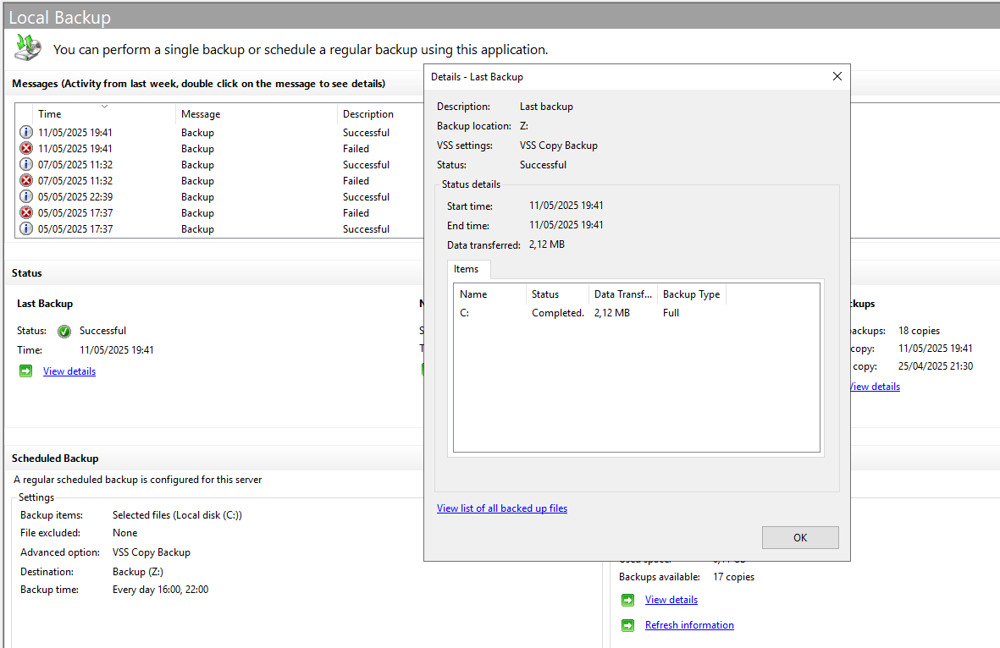 Local Backup
You can perform a single backup or schedule a regular backup using this application.
Messages (Activity from last week, double click on the message to see details)
Time Message Description
11/05/2025 19:41 Backup Successful
11/05/2025 19:41 Backup Failed
07/05/2025 11:32 Backup Successful
07/05/2025 11:32 Backup Failed
05/05/2025 22:39 Backup Successful
05/05/2025 17:37 Backup Failed
05/05/2025 17:37 Backup Successful
Status
Last Backup
Status: Successful
Time: 11/05/2025 19:41
View details
ckups
backups: 18 copies
copy: 11/05/2025 19:41
copy: 25/04/2025 21:30
View details
Scheduled Backup
A regular scheduled backup is configured for this server
Settings
Backup items: Selected files (Local disk (C:))
File excluded: None
Advanced option: VSS Copy Backup
Destination: Backup (Z:)
Backup time: Every day 16:00, 22:00
Backups available: 17 copies
View details
Refresh information
Details - Last Backup
Description: Last backup
Backup location: Z:
VSS settings: VSS Copy Backup
Status: Successful
Status details
Start time: 11/05/2025 19:41
End time: 11/05/2025 19:41
Data transferred: 2,12 MB
Items
Name Status Data Transf... Backup Type
C: Completed. 2,12 MB Full
View list of all backed up files
OK